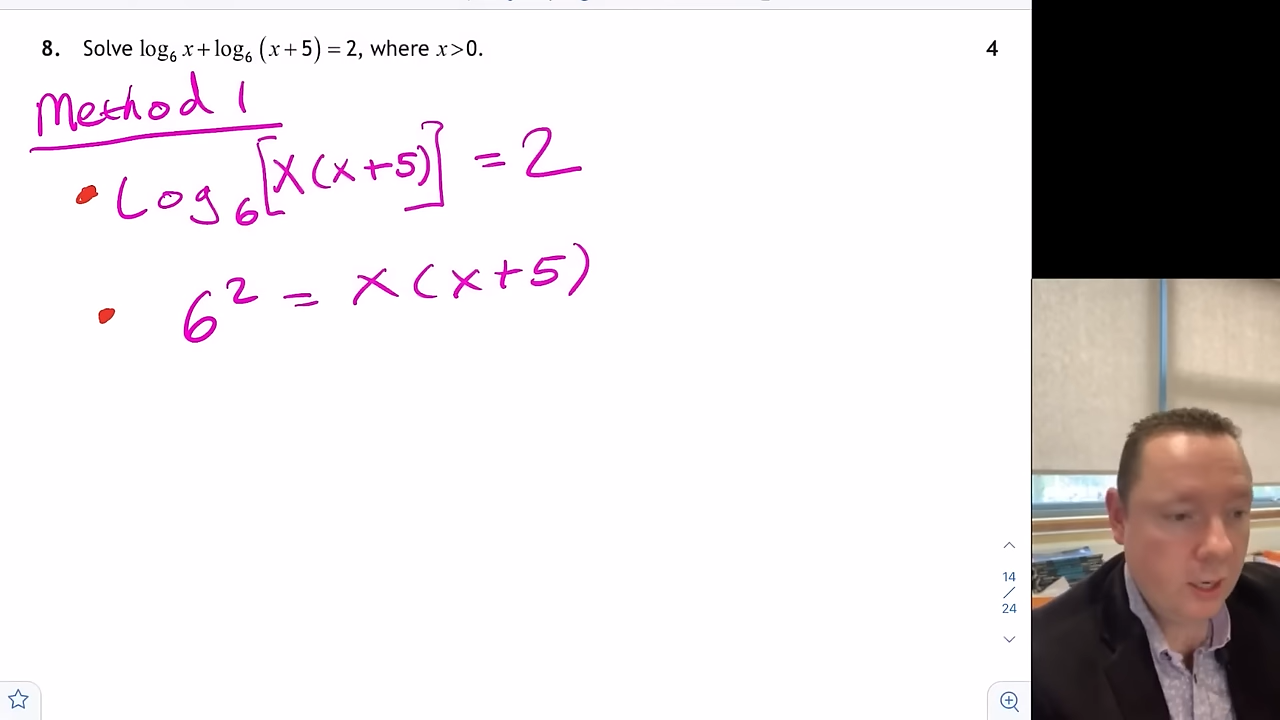 8. Solve log₆ x + log₆ (x + 5) = 2, where x > 0. 4
Method 1
• Log₆ [x(x+5)] = 2
• 6² = x(x+5)
14
/
24